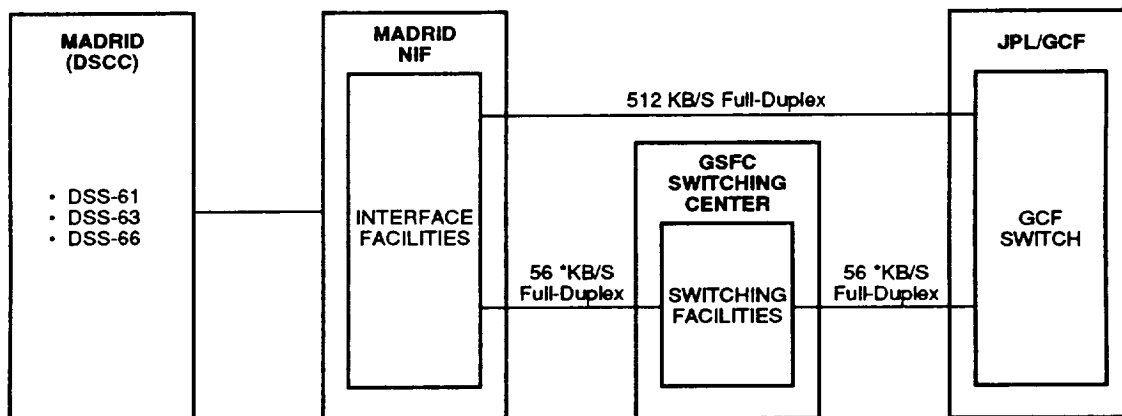 MADRID
(DSCC)
• DSS-61
• DSS-63
• DSS-66
MADRID
NIF
INTERFACE
FACILITIES
512 KB/S Full-Duplex
GSFC
SWITCHING
CENTER
SWITCHING
FACILITIES
56 *KB/S
Full-Duplex
56 *KB/S
Full-Duplex
JPL/GCF
GCF
SWITCH